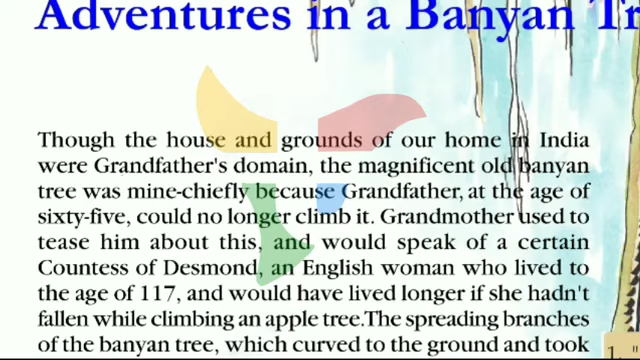 Adventures in a Banyan Tr
Though the house and grounds of our home in India
were Grandfather's domain, the magnificent old banyan
tree was mine-chiefly because Grandfather, at the age of
sixty-five, could no longer climb it. Grandmother used to
tease him about this, and would speak of a certain
Countess of Desmond, an English woman who lived to
the age of 117, and would have lived longer if she hadn't
fallen while climbing an apple tree.The spreading branches
of the banyan tree, which curved to the ground and took
1. "